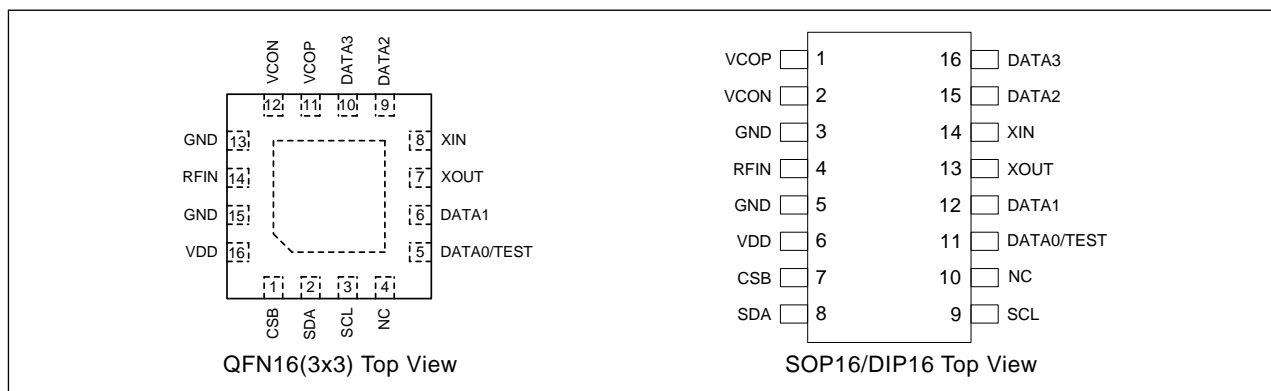 VCON VCOP DATA3 DATA2
12 11 10 9
GND 13 8 XIN
RFIN 14 7 XOUT
GND 15 6 DATA1
VDD 16 5 DATA0/TEST
1 2 3 4
CSB SDA SCL NC
QFN16(3x3) Top View
VCOP 1 16 DATA3
VCON 2 15 DATA2
GND 3 14 XIN
RFIN 4 13 XOUT
GND 5 12 DATA1
VDD 6 11 DATA0/TEST
CSB 7 10 NC
SDA 8 9 SCL
SOP16/DIP16 Top View